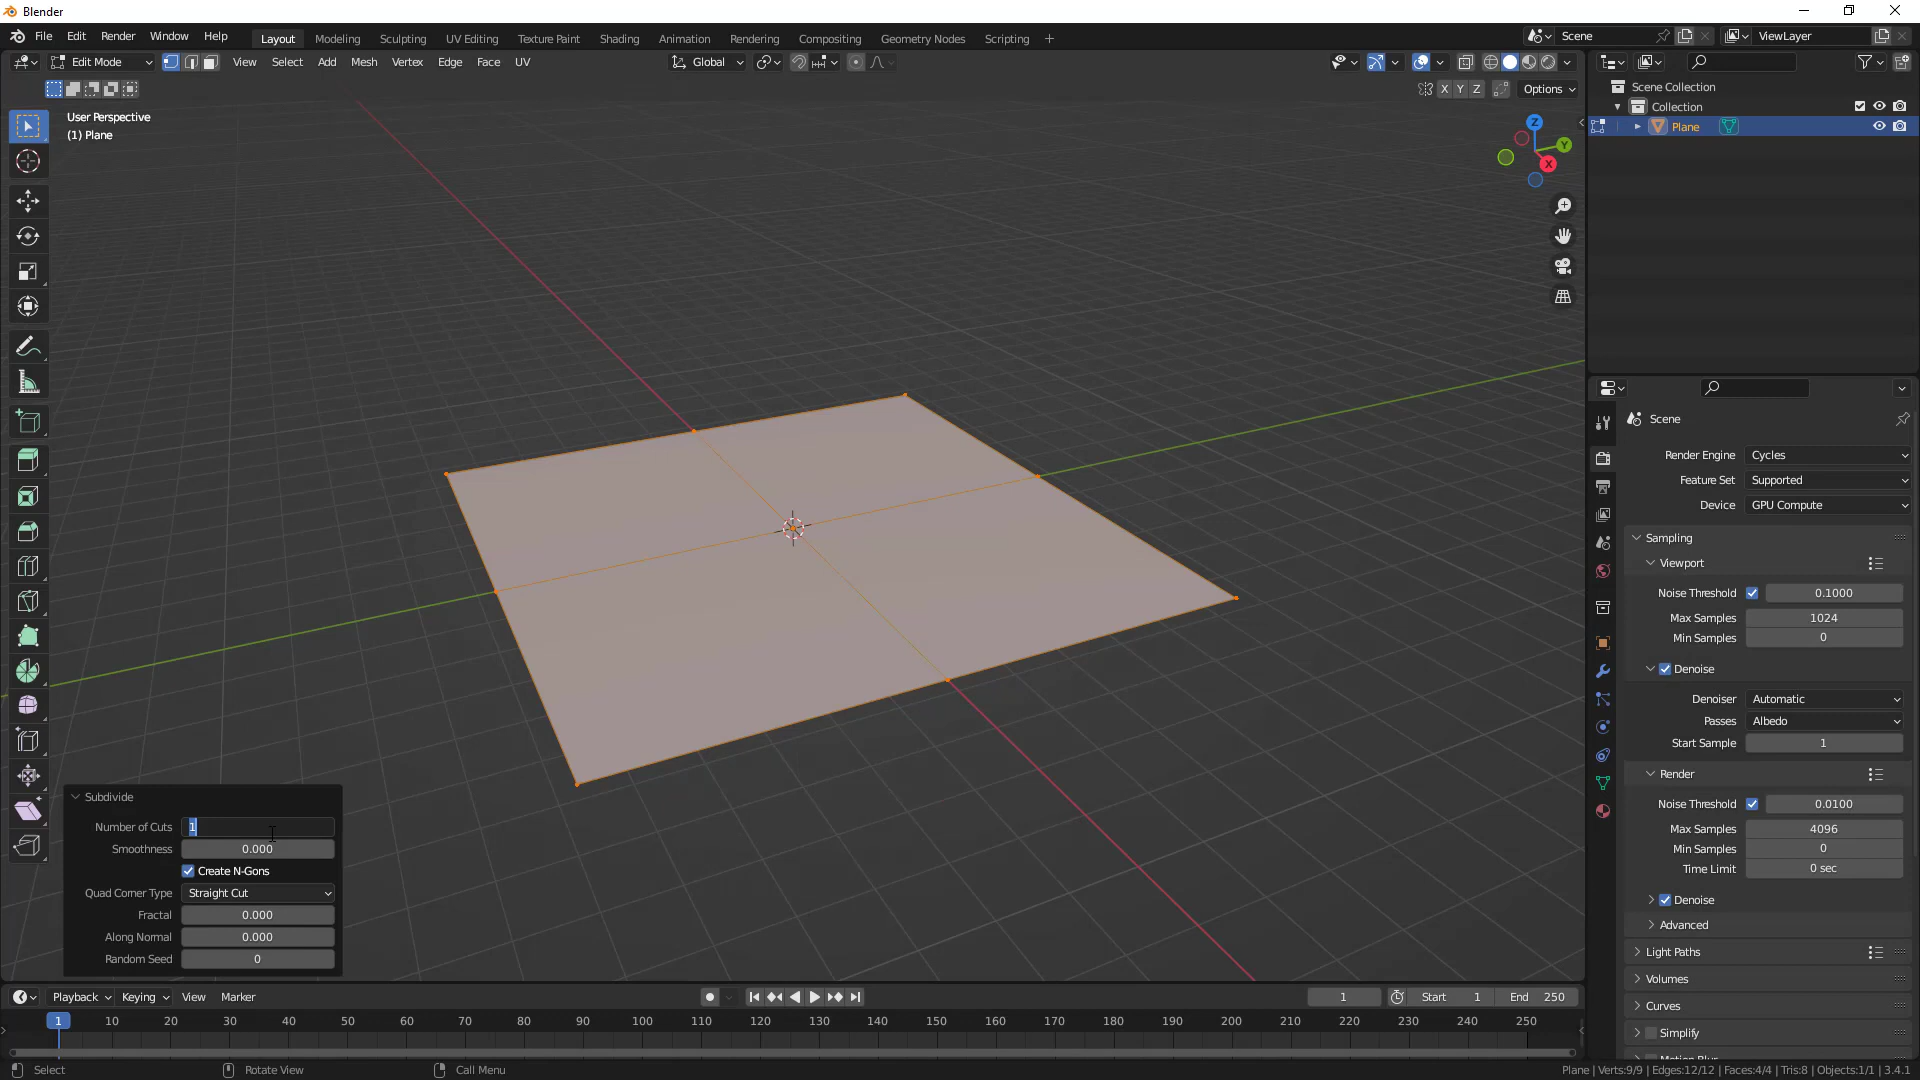 Blender
File Edit Render Window Help
Layout Modeling Sculpting UV Editing Texture Paint Shading Animation Rendering Compositing Geometry Nodes Scripting +
Scene
ViewLayer
Edit Mode
View Select Add Mesh Vertex Edge Face UV
Global
X Y Z Options
User Perspective
(1) Plane
Z
Y
X
Scene Collection
Collection
Plane
Scene
Render Engine Cycles
Feature Set Supported
Device GPU Compute
Sampling
Viewport
Noise Threshold 0.1000
Max Samples 1024
Min Samples 0
Denoise
Denoiser Automatic
Passes Albedo
Start Sample 1
Render
Noise Threshold 0.0100
Max Samples 4096
Min Samples 0
Time Limit 0 sec
Denoise
Advanced
Light Paths
Volumes
Curves
Simplify
Subdivide
Number of Cuts 1
Smoothness 0.000
Create N-Gons
Quad Corner Type Straight Cut
Fractal 0.000
Along Normal 0.000
Random Seed 0
Playback Keying View Marker
1 Start 1 End 250
1 10 20 30 40 50 60 70 80 90 100 110 120 130 140 150 160 170 180 190 200 210 220 230 240 250
Select Rotate View Call Menu
Plane | Verts:9/9 | Edges:12/12 | Faces:4/4 | Tris:8 | Objects:1/1 | 3.4.1